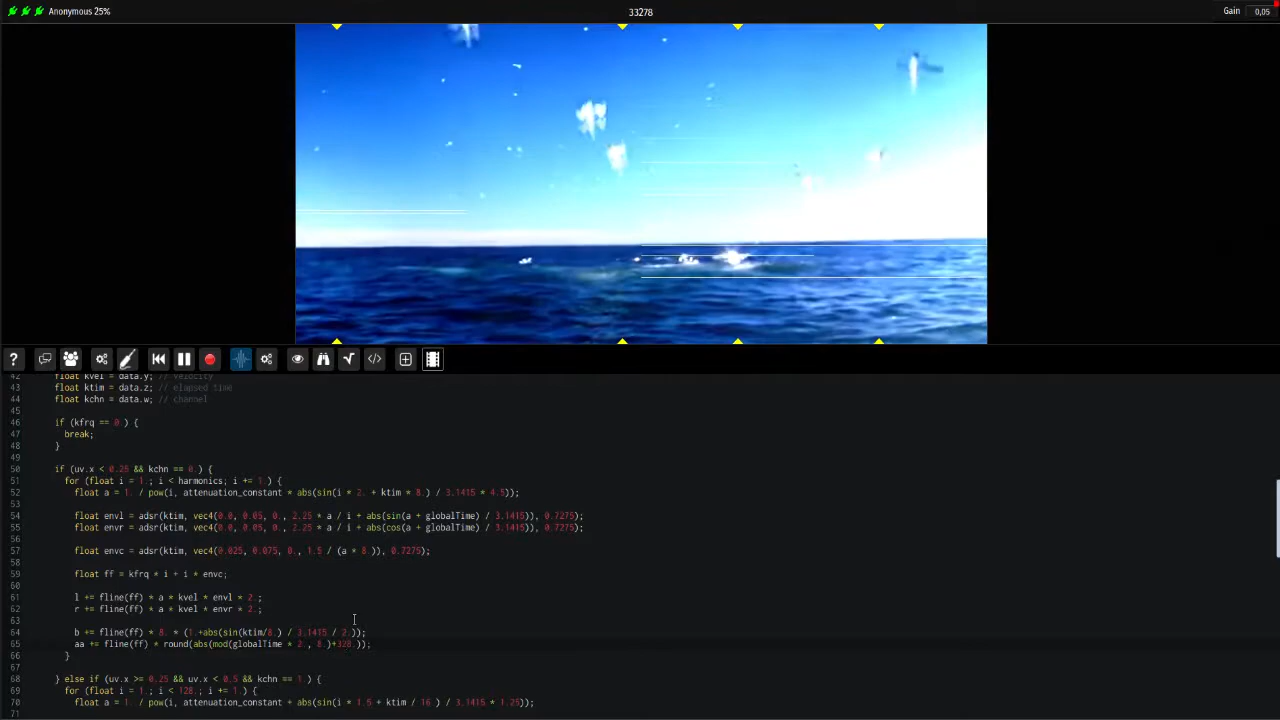 Anonymous 25%
33278
Gain 0,05
?
42 float kvel = data.y; // velocity
43 float ktim = data.z; // elapsed time
44 float kchn = data.w; // channel
45
46 if (kfrq == 0.) {
47 break;
48 }
49
50 if (uv.x < 0.25 && kchn == 0.) {
51 for (float i = 1.; i < harmonics; i += 1.) {
52 float a = 1. / pow(i, attenuation_constant * abs(sin(i * 2. + ktim * 8.) / 3.1415 * 4.5));
53
54 float envl = adsr(ktim, vec4(0.0, 0.05, 0., 2.25 * a / i + abs(sin(a + globalTime) / 3.1415)), 0.7275);
55 float envr = adsr(ktim, vec4(0.0, 0.05, 0., 2.25 * a / i + abs(cos(a + globalTime) / 3.1415)), 0.7275);
56
57 float envc = adsr(ktim, vec4(0.025, 0.075, 0., 1.5 / (a * 8.)), 0.7275);
58
59 float ff = kfrq * i + i * envc;
60
61 l += fline(ff) * a * kvel * envl * 2.;
62 r += fline(ff) * a * kvel * envr * 2.;
63
64 b += fline(ff) * 8. * (1.+abs(sin(ktim/8.) / 3.1415 / 2.));
65 aa += fline(ff) * round(abs(mod(globalTime * 2., 8.)+328.));
66 }
67
68 } else if (uv.x >= 0.25 && uv.x < 0.5 && kchn == 1.) {
69 for (float i = 1.; i < 128.; i += 1.) {
70 float a = 1. / pow(i, attenuation_constant + abs(sin(i * 1.5 + ktim / 16.) / 3.1415 * 1.25));
71